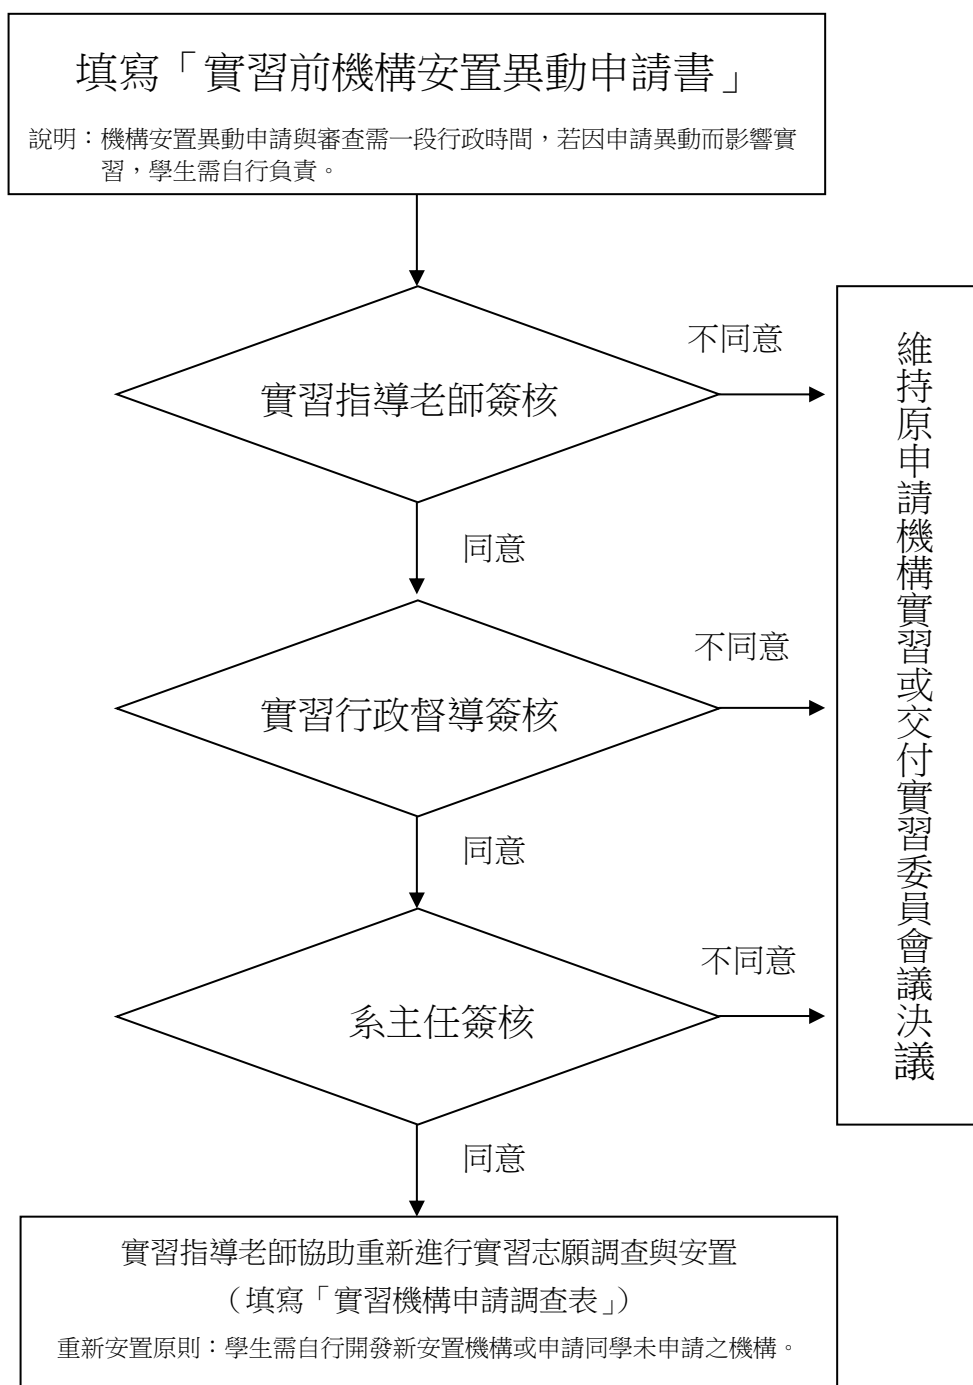 填寫「實習前機構安置異動申請書」
說明：機構安置異動申請與審查需一段行政時間，若因申請異動而影響實
習，學生需自行負責。
實習指導老師簽核
不同意
同意
實習行政督導簽核
不同意
同意
系主任簽核
不同意
同意
維持原申請機構實習或交付實習委員會議決議
實習指導老師協助重新進行實習志願調查與安置
（填寫「實習機構申請調查表」）
重新安置原則：學生需自行開發新安置機構或申請同學未申請之機構。